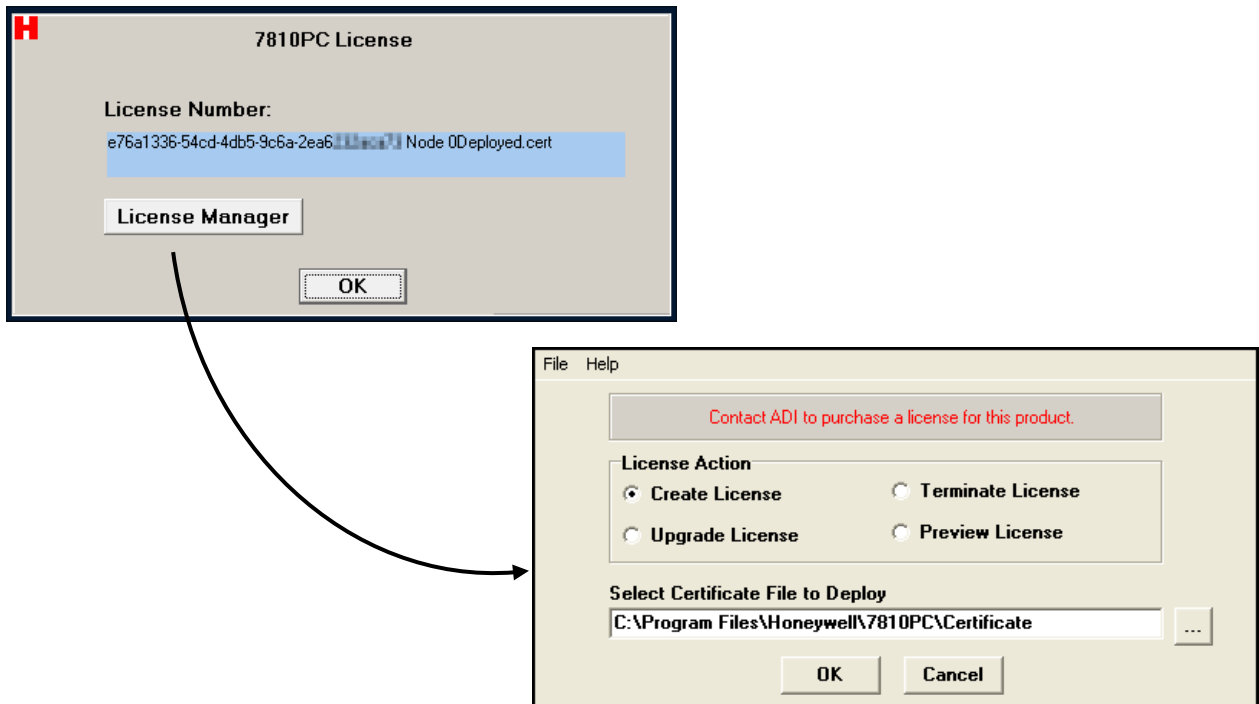 H
7810PC License
License Number:
e76a1336-54cd-4db5-9c6a-2ea6 Node 0Deployed.cert
License Manager
OK
File Help
Contact ADI to purchase a license for this product.
License Action
Create License Terminate License
Upgrade License Preview License
Select Certificate File to Deploy
C:\Program Files\Honeywell\7810PC\Certificate
...
OK Cancel